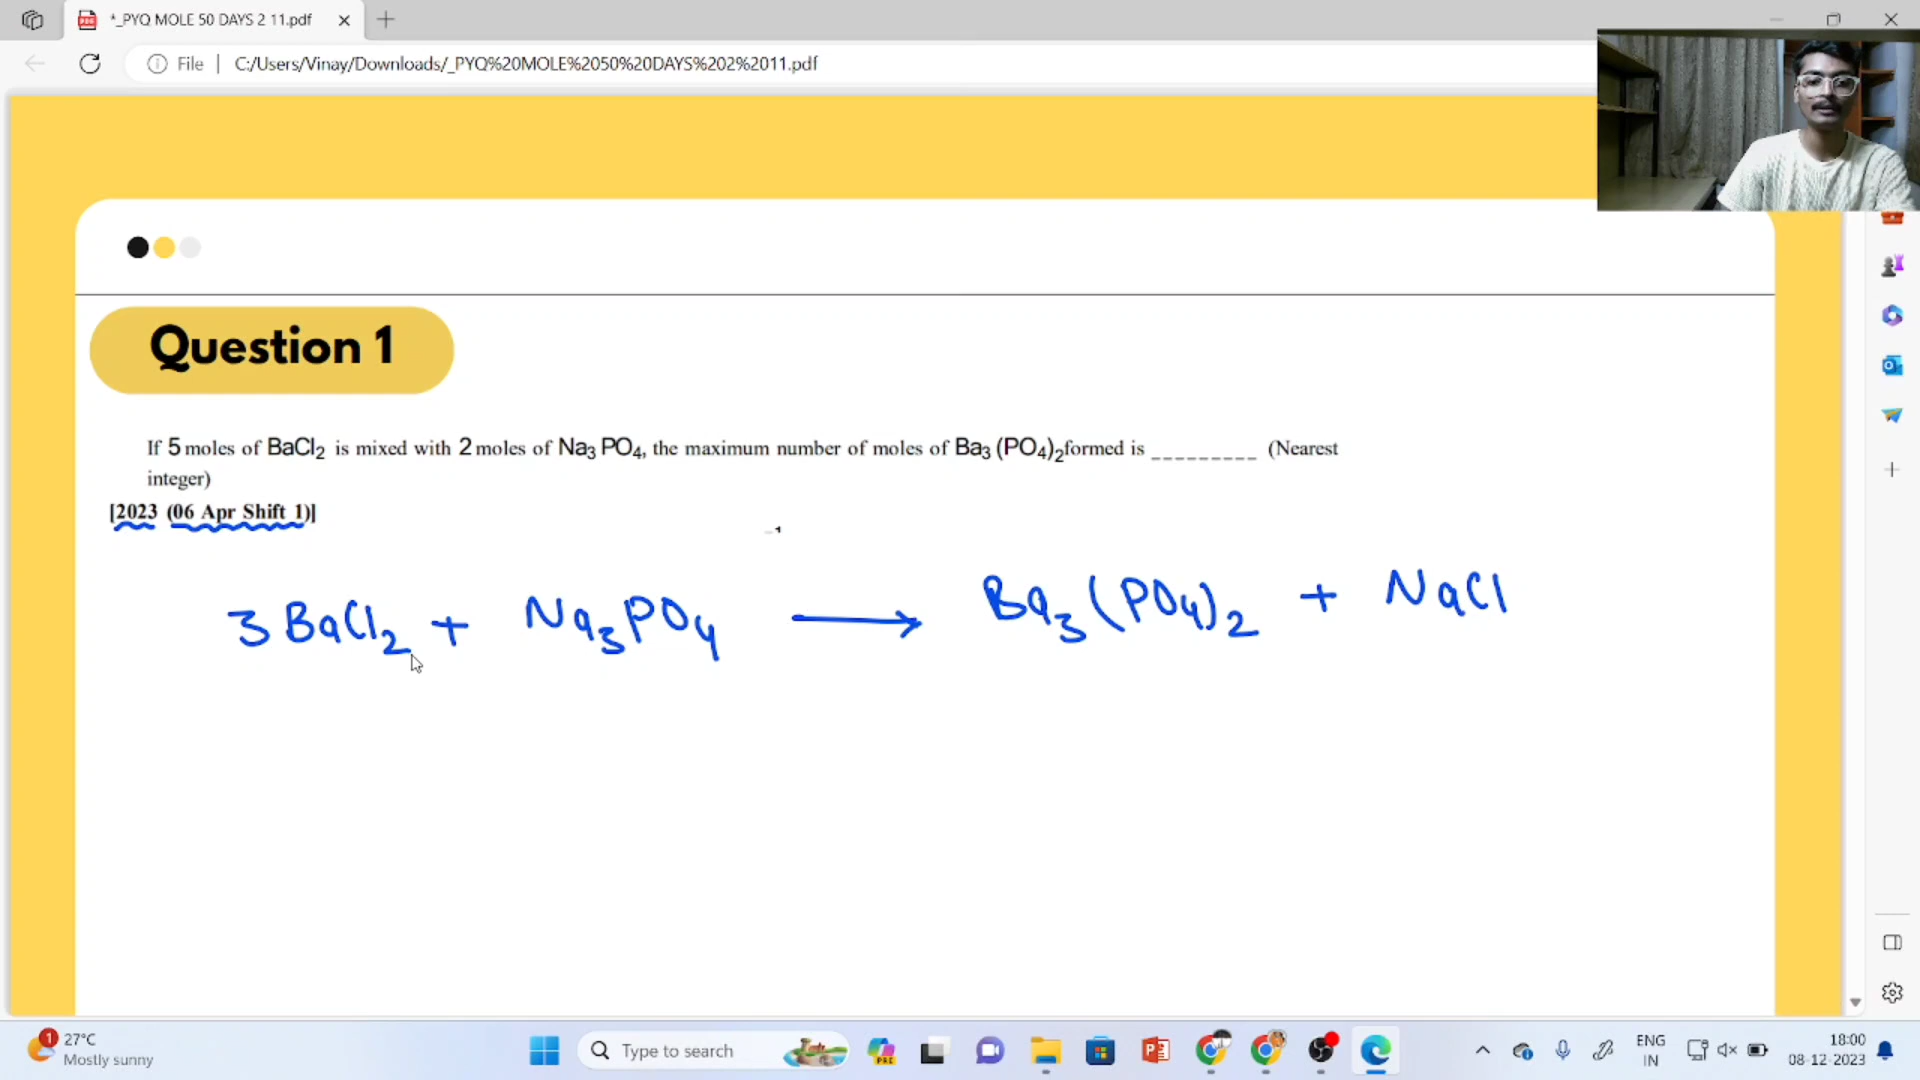 *_PYQ MOLE 50 DAYS 2 11.pdf
File | C:/Users/Vinay/Downloads/_PYQ%20MOLE%2050%20DAYS%202%2011.pdf
Question 1
If 5 moles of BaCl₂ is mixed with 2 moles of Na₃ PO₄, the maximum number of moles of Ba₃ (PO₄)₂formed is _________ (Nearest
integer)
[2023 (06 Apr Shift 1)]
3 BaCl₂ + Na₃PO₄ ⟶ Ba₃(PO₄)₂ + NaCl
1
27°C
Mostly sunny
Type to search
PRE
ENG
IN
18:00
08-12-2023